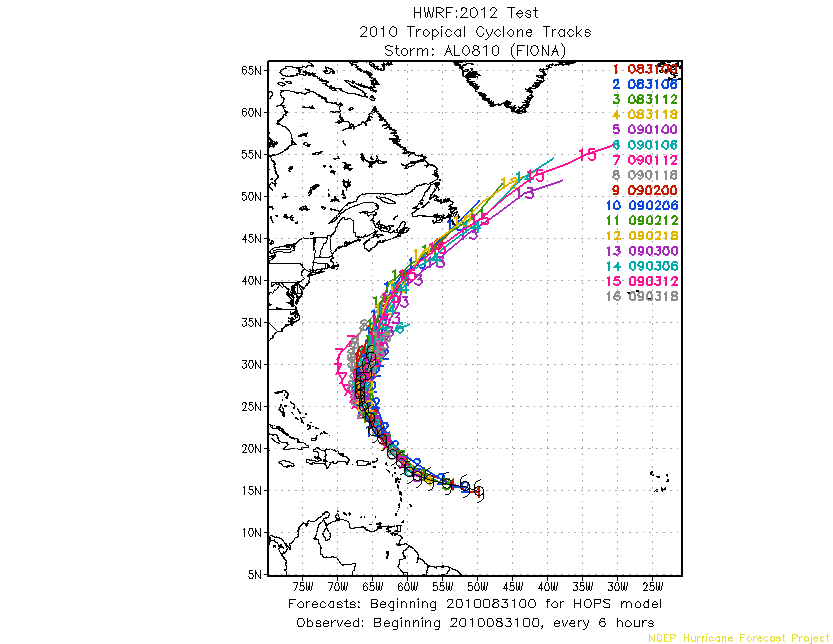 HWRF:2012 Test
2010 Tropical Cyclone Tracks
Storm: AL0810 (FIONA)
65N
60N
55N
50N
45N
40N
35N
30N
25N
20N
15N
10N
5N
1 083100
2 083106
3 083112
4 083118
5 090100
6 090106
7 090112
8 090118
9 090200
10 090206
11 090212
12 090218
13 090300
14 090306
15 090312
16 090318
75W 70W 65W 60W 55W 50W 45W 40W 35W 30W 25W
Forecasts: Beginning 2010083100 for HOPS model
Observed: Beginning 2010083100, every 6 hours
NCEP Hurricane Forecast Project